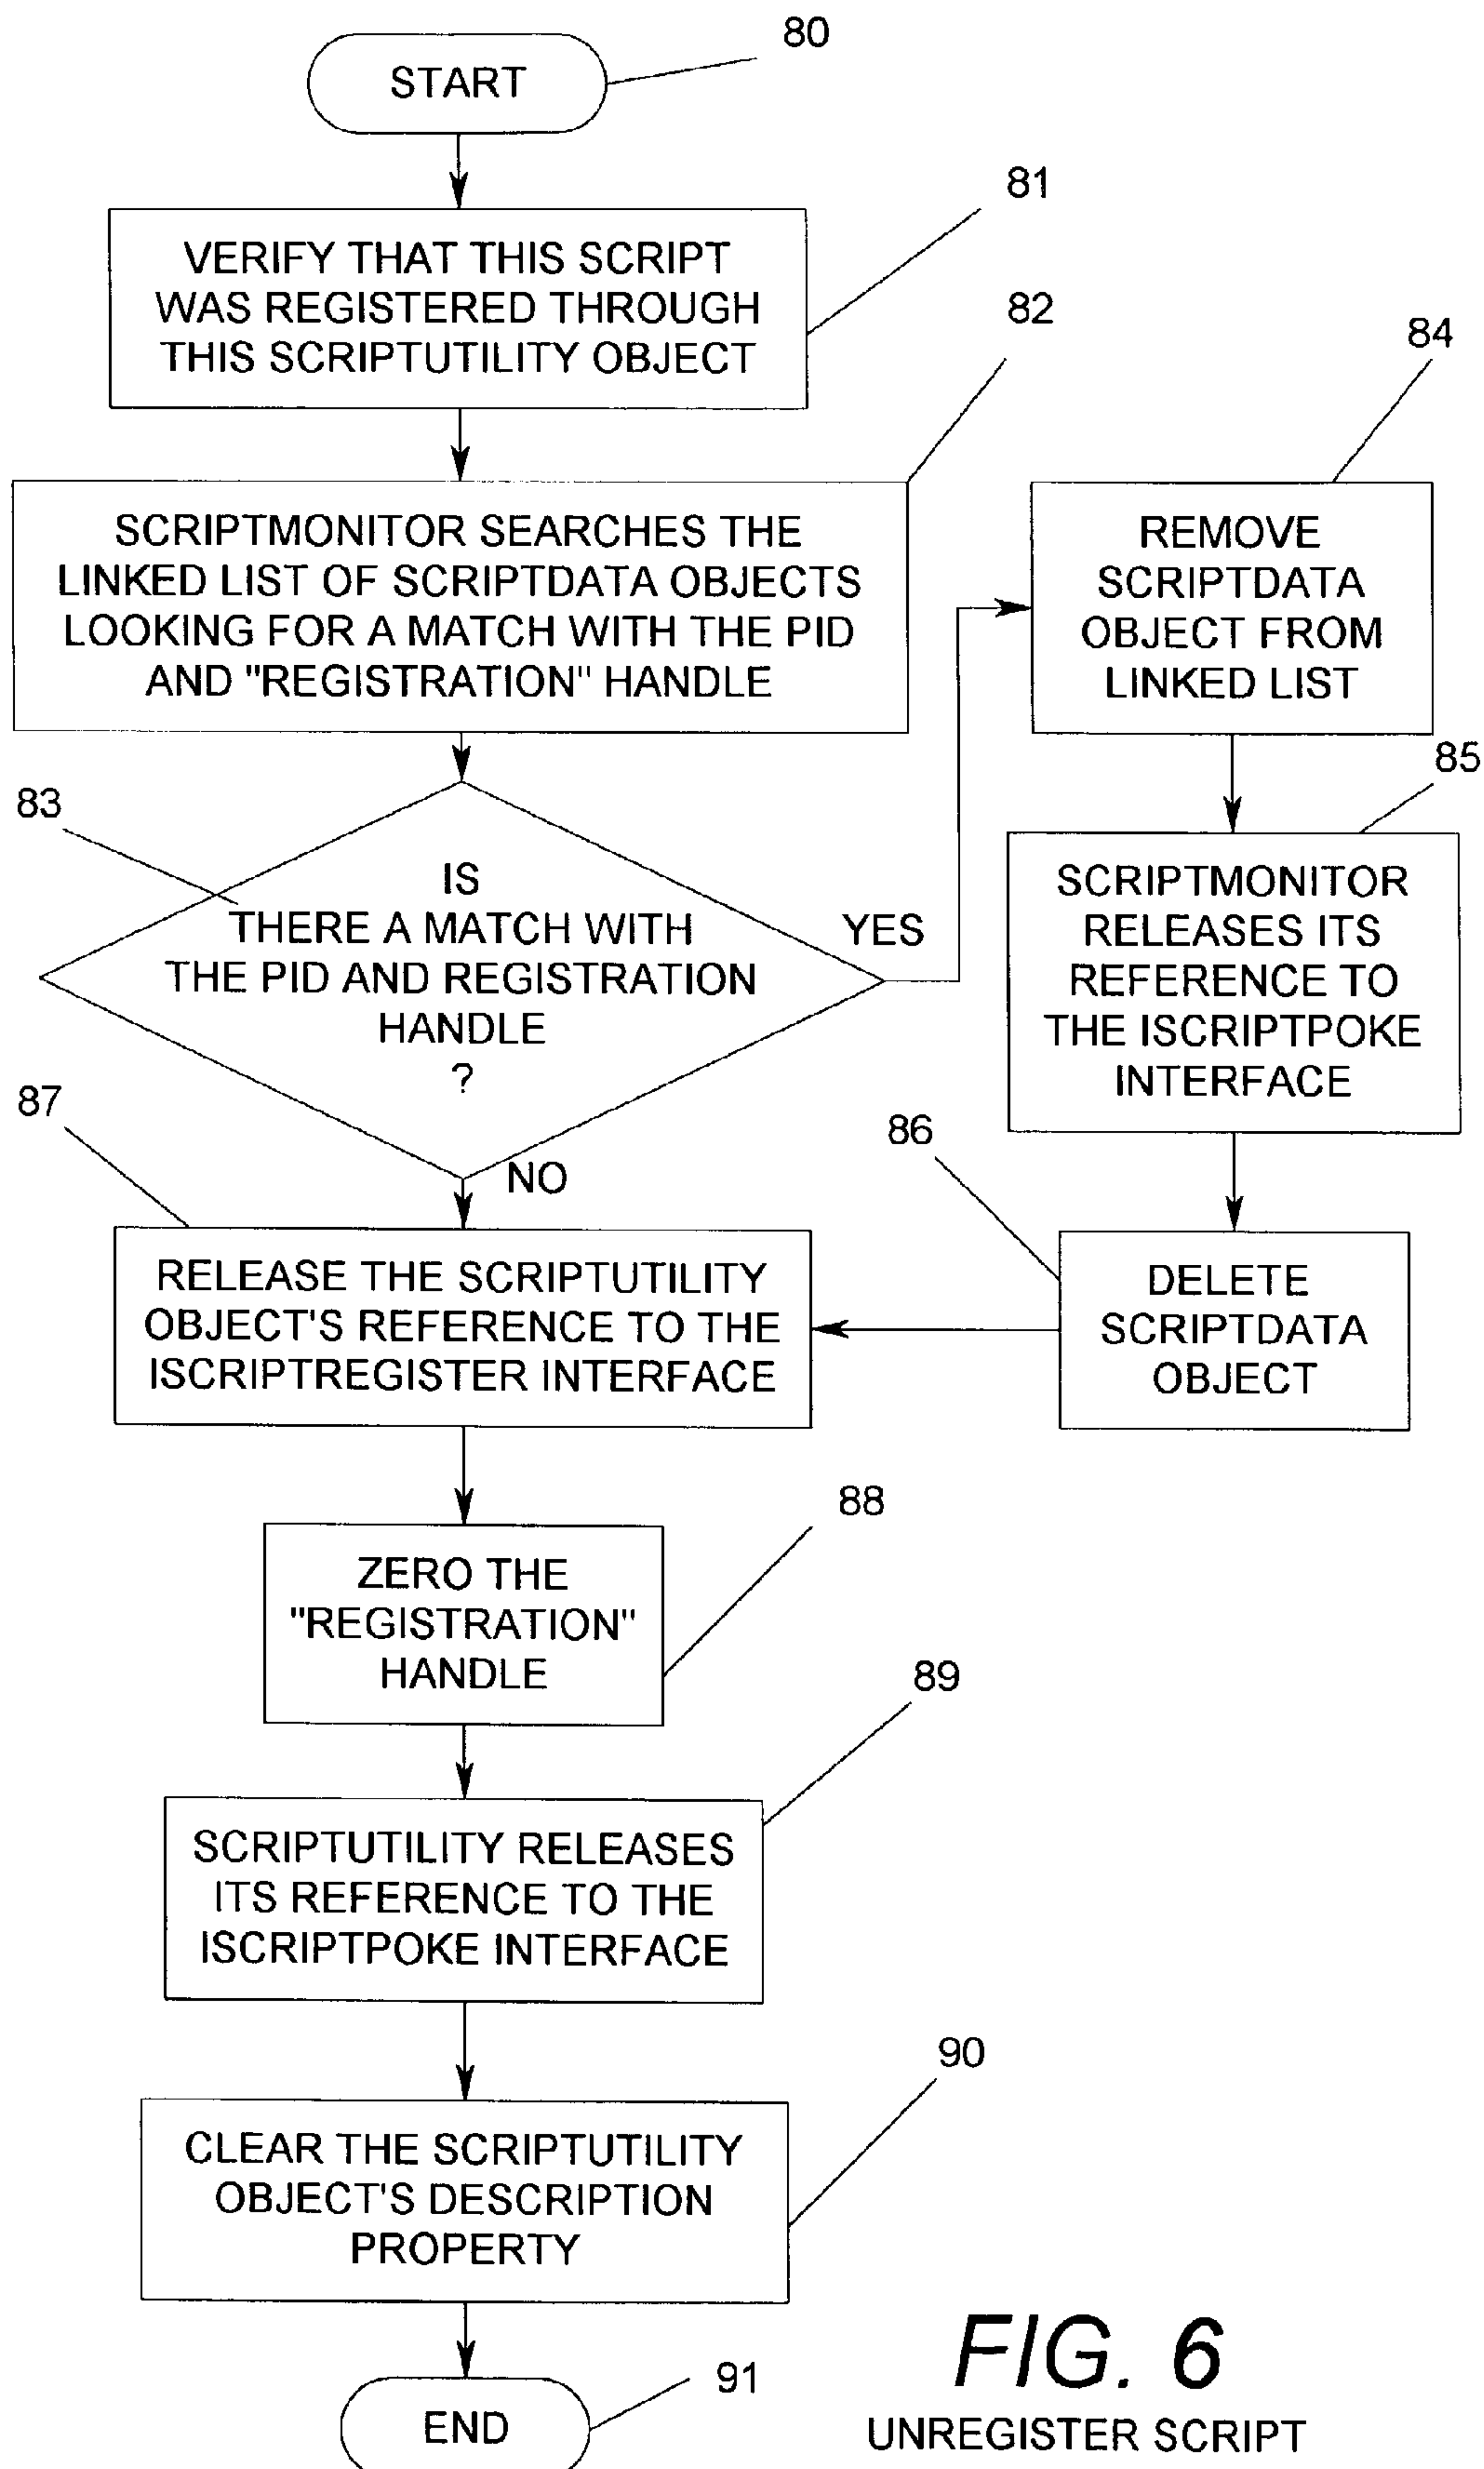 80
START
81
VERIFY THAT THIS SCRIPT
WAS REGISTERED THROUGH
THIS SCRIPTUTILITY OBJECT
82
SCRIPTMONITOR SEARCHES THE
LINKED LIST OF SCRIPTDATA OBJECTS
LOOKING FOR A MATCH WITH THE PID
AND "REGISTRATION" HANDLE
83
IS
THERE A MATCH WITH
THE PID AND REGISTRATION
HANDLE
?
YES
NO
84
REMOVE
SCRIPTDATA
OBJECT FROM
LINKED LIST
85
SCRIPTMONITOR
RELEASES ITS
REFERENCE TO
THE ISCRIPTPOKE
INTERFACE
86
DELETE
SCRIPTDATA
OBJECT
87
RELEASE THE SCRIPTUTILITY
OBJECT'S REFERENCE TO THE
ISCRIPTREGISTER INTERFACE
88
ZERO THE
"REGISTRATION"
HANDLE
89
SCRIPTUTILITY RELEASES
ITS REFERENCE TO THE
ISCRIPTPOKE INTERFACE
90
CLEAR THE SCRIPTUTILITY
OBJECT'S DESCRIPTION
PROPERTY
91
END
FIG. 6
UNREGISTER SCRIPT